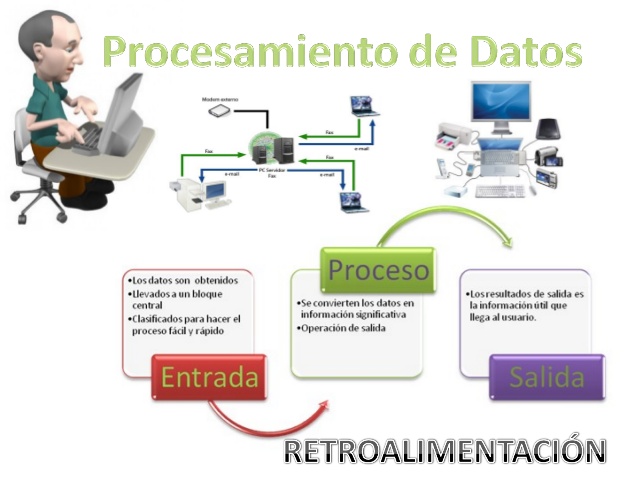 Procesamiento de Datos
Modem externo
Fax
e-mail
Fax
Fax
e-mail
PC Servidor
Fax
e-mail
Proceso
•Los datos son obtenidos
•Llevados a un bloque
central
•Clasificados para hacer el
proceso fácil y rápido
Entrada
•Se convierten los datos en
información significativa
•Operación de salida
•Los resultados de salida es
la información útil que
llega al usuario.
Salida
RETROALIMENTACIÓN